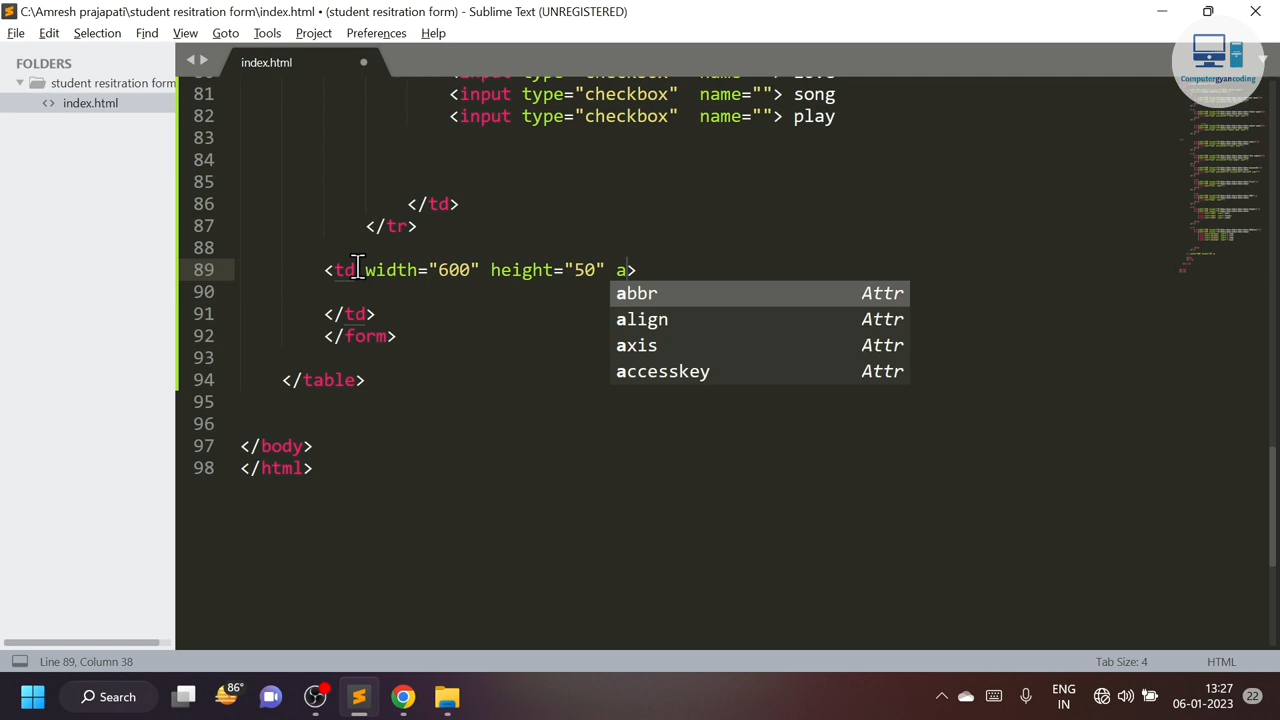 C:\Amresh prajapati\student resitration form\index.html • (student resitration form) - Sublime Text (UNREGISTERED)
File Edit Selection Find View Goto Tools Project Preferences Help
Computergyancoding
FOLDERS
student resitration form
index.html
index.html
81 <input type="checkbox" name=""> song
82 <input type="checkbox" name=""> play
83
84
85
86 </td>
87 </tr>
88
89 <td width="600" height="50" a>
90
91 </td>
92 </form>
93
94 </table>
95
96
97 </body>
98 </html>
abbr Attr
align Attr
axis Attr
accesskey Attr
Line 89, Column 38
Tab Size: 4
HTML
86°
Search
ENG
IN
13:27
06-01-2023
22